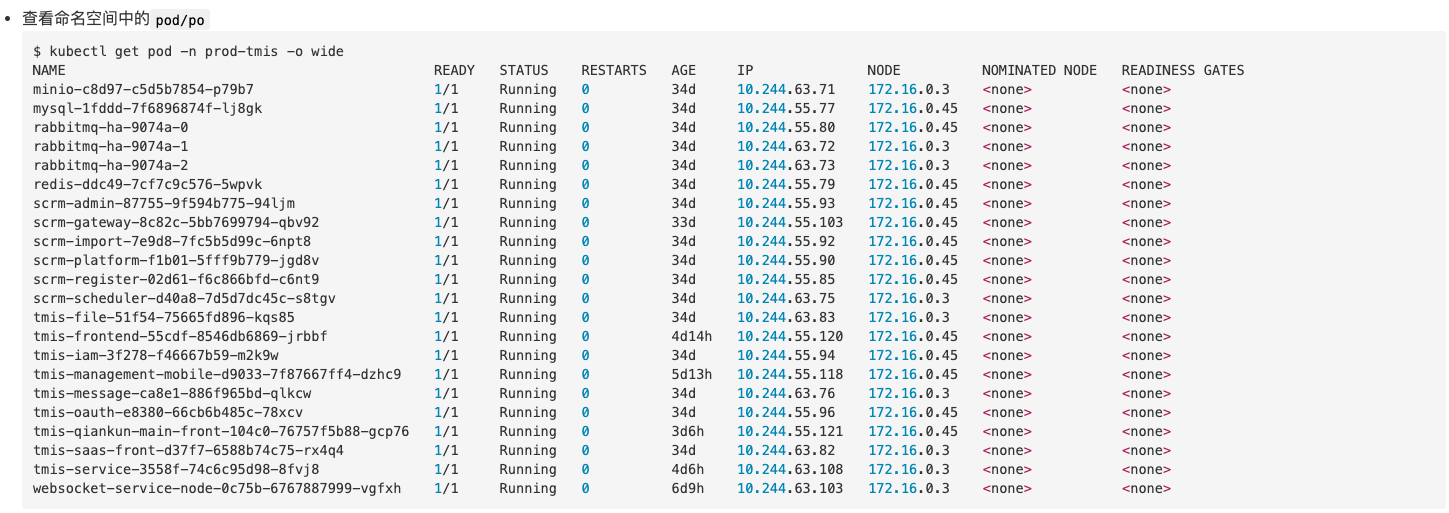 • 查看命名空间中的 pod/po
$ kubectl get pod -n prod-tmis -o wide
NAME READY STATUS RESTARTS AGE IP NODE NOMINATED NODE READINESS GATES
minio-c8d97-c5d5b7854-p79b7 1/1 Running 0 34d 10.244.63.71 172.16.0.3 <none> <none>
mysql-1fddd-7f6896874f-lj8gk 1/1 Running 0 34d 10.244.55.77 172.16.0.45 <none> <none>
rabbitmq-ha-9074a-0 1/1 Running 0 34d 10.244.55.80 172.16.0.45 <none> <none>
rabbitmq-ha-9074a-1 1/1 Running 0 34d 10.244.63.72 172.16.0.3 <none> <none>
rabbitmq-ha-9074a-2 1/1 Running 0 34d 10.244.63.73 172.16.0.3 <none> <none>
redis-ddc49-7cf7c9c576-5wpvk 1/1 Running 0 34d 10.244.55.79 172.16.0.45 <none> <none>
scrm-admin-87755-9f594b775-94ljm 1/1 Running 0 34d 10.244.55.93 172.16.0.45 <none> <none>
scrm-gateway-8c82c-5bb7699794-qbv92 1/1 Running 0 33d 10.244.55.103 172.16.0.45 <none> <none>
scrm-import-7e9d8-7fc5b5d99c-6npt8 1/1 Running 0 34d 10.244.55.92 172.16.0.45 <none> <none>
scrm-platform-f1b01-5fff9b779-jgd8v 1/1 Running 0 34d 10.244.55.90 172.16.0.45 <none> <none>
scrm-register-02d61-f6c866bfd-c6nt9 1/1 Running 0 34d 10.244.55.85 172.16.0.45 <none> <none>
scrm-scheduler-d40a8-7d5d7dc45c-s8tgv 1/1 Running 0 34d 10.244.63.75 172.16.0.3 <none> <none>
tmis-file-51f54-75665fd896-kqs85 1/1 Running 0 34d 10.244.63.83 172.16.0.3 <none> <none>
tmis-frontend-55cdf-8546db6869-jrbbf 1/1 Running 0 4d14h 10.244.55.120 172.16.0.45 <none> <none>
tmis-iam-3f278-f46667b59-m2k9w 1/1 Running 0 34d 10.244.55.94 172.16.0.45 <none> <none>
tmis-management-mobile-d9033-7f87667ff4-dzhc9 1/1 Running 0 5d13h 10.244.55.118 172.16.0.45 <none> <none>
tmis-message-ca8e1-886f965bd-qlkcw 1/1 Running 0 34d 10.244.63.76 172.16.0.3 <none> <none>
tmis-oauth-e8380-66cb6b485c-78xcv 1/1 Running 0 34d 10.244.55.96 172.16.0.45 <none> <none>
tmis-qiankun-main-front-104c0-76757f5b88-gcp76 1/1 Running 0 3d6h 10.244.55.121 172.16.0.45 <none> <none>
tmis-saas-front-d37f7-6588b74c75-rx4q4 1/1 Running 0 34d 10.244.63.82 172.16.0.3 <none> <none>
tmis-service-3558f-74c6c95d98-8fvj8 1/1 Running 0 4d6h 10.244.63.108 172.16.0.3 <none> <none>
websocket-service-node-0c75b-6767887999-vgfxh 1/1 Running 0 6d9h 10.244.63.103 172.16.0.3 <none> <none>